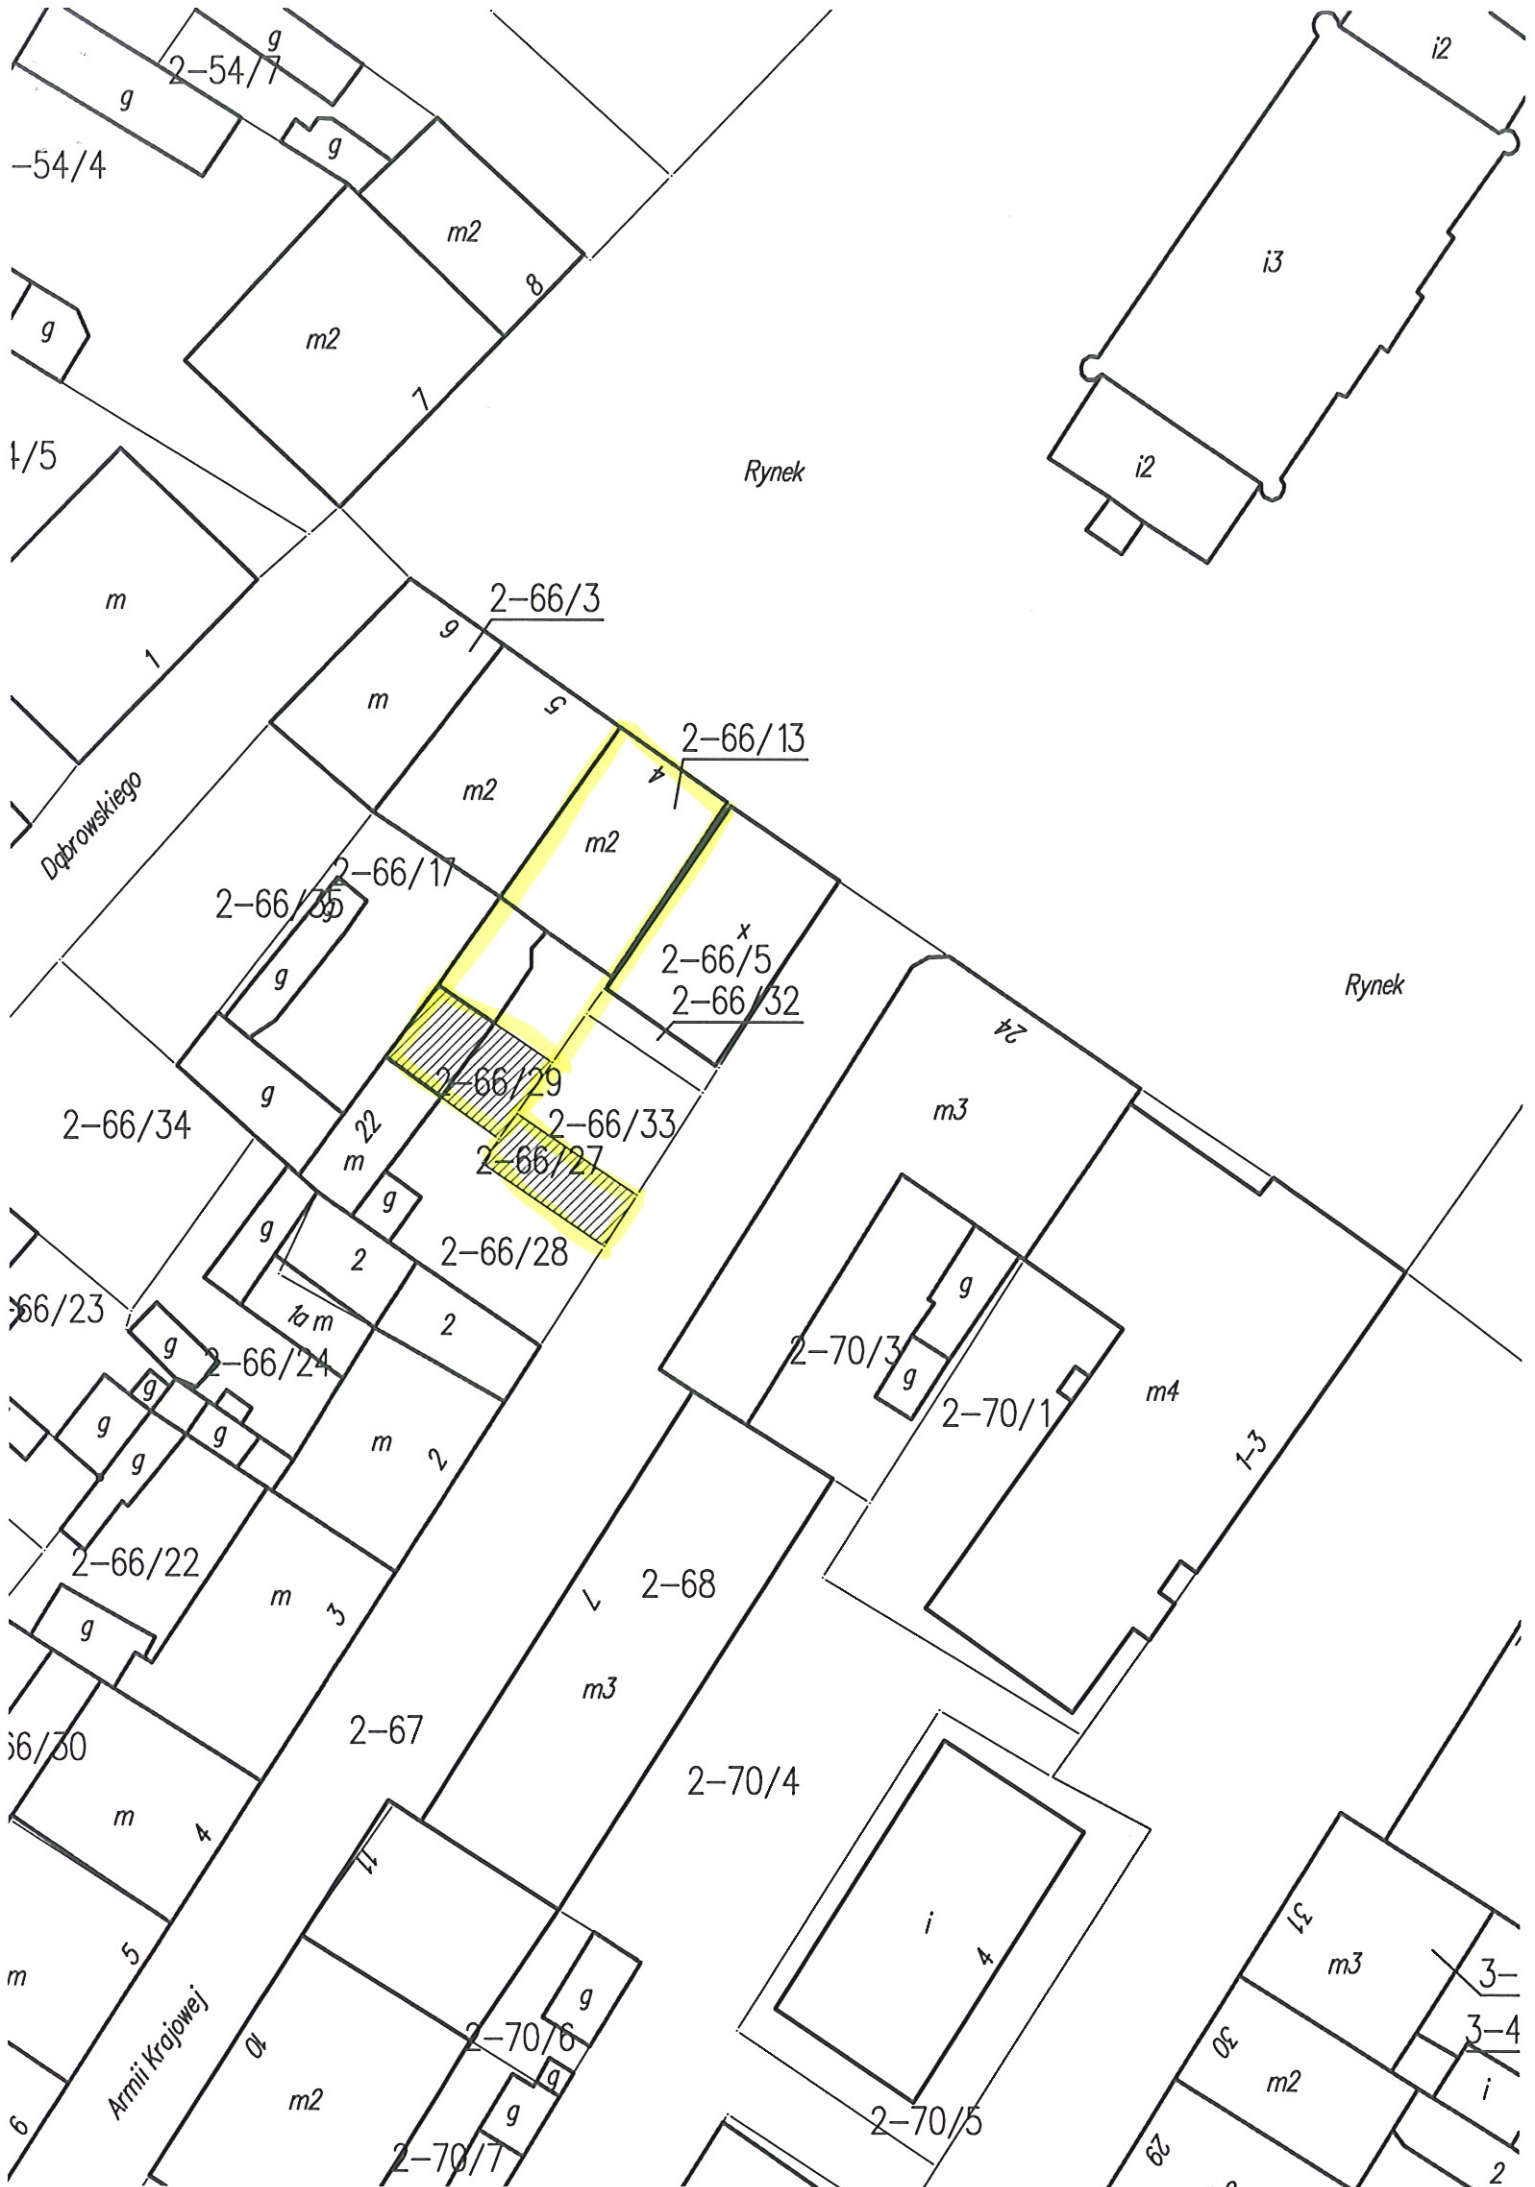 g
i2
2-54/7
g
g
-54/4
m2
i3
8
g
m2
7
4/5
Rynek
i2
m
2-66/3
6
1
m
5
2-66/13
4
m2
Dąbrowskiego
m2
2-66/17
2-66/35
g
x
g
2-66/5
Rynek
2-66/32
24
2-66/29
g
m3
2-66/34
22
2-66/33
m
2-66/27
g
g
2
2-66/28
g
66/23
1a m
2
g
2-66/24
2-70/3
g
g
m4
g
2-70/1
g
g
m
2
1-3
2-66/22
m
3
7
2-68
g
m3
2-67
66/30
2-70/4
m
4
11
i
31
5
4
m
m3
3-
g
Armii Krajowej
10
2-70/6
30
3-4
g
m2
m2
i
g
2-70/5
6
29
2-70/7
2